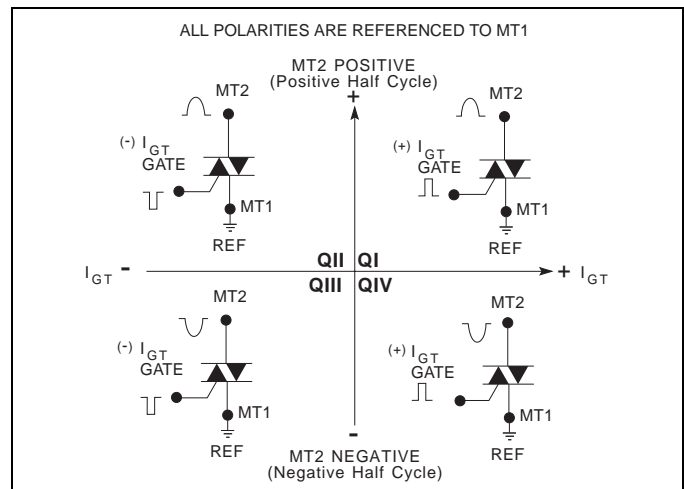 ALL POLARITIES ARE REFERENCED TO MT1
MT2 POSITIVE
(Positive Half Cycle)
+
MT2
(-) IGT
GATE
MT1
REF
MT2
(+) IGT
GATE
MT1
REF
IGT -
QII QI
QIII QIV
+ IGT
MT2
(-) IGT
GATE
MT1
REF
MT2
(+) IGT
GATE
MT1
REF
-
MT2 NEGATIVE
(Negative Half Cycle)